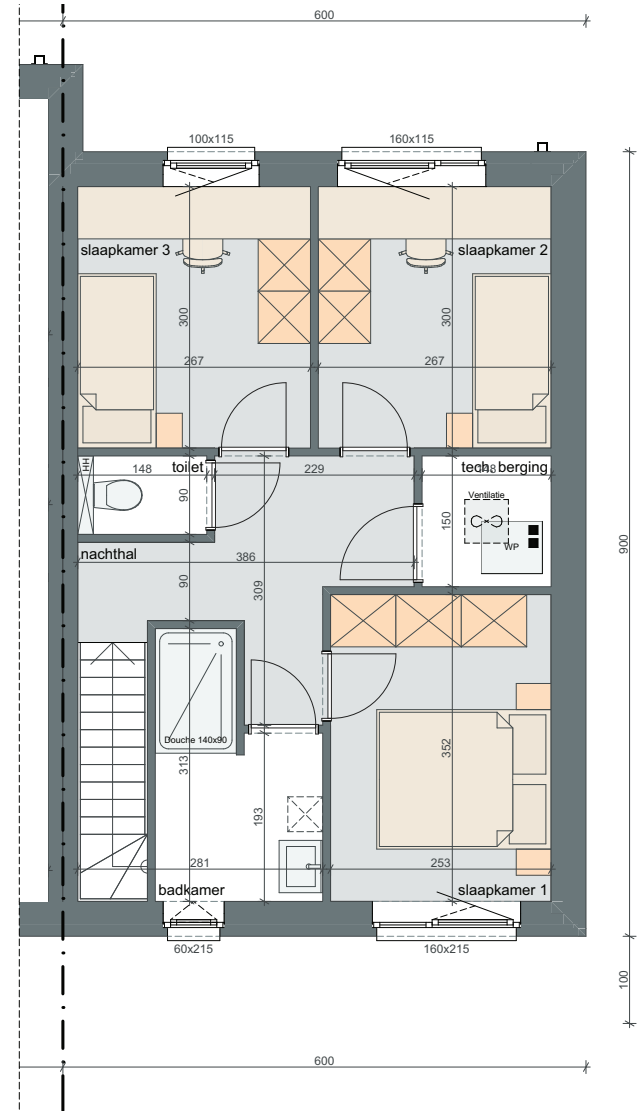 600
100x115
160x115
slaapkamer 3
slaapkamer 2
300
300
267
267
HH
148
toilet
229
tech. berging
148
90
Ventilatie
150
WP
nachthal
386
90
309
900
Douche 140x90
313
352
193
281
253
badkamer
slaapkamer 1
60x215
160x215
100
600